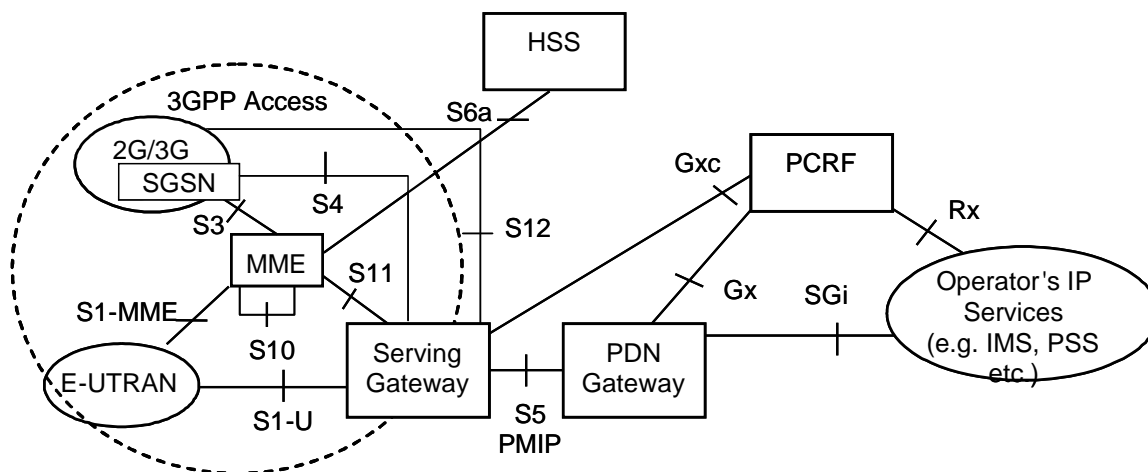 HSS
3GPP Access
S6a
2G/3G
SGSN
S4
S3
Gxc
PCRF
Rx
S12
MME
S11
S1-MME
S10
Gx
SGi
Operator's IP
Services
(e.g. IMS, PSS
etc.)
Serving
Gateway
PDN
Gateway
E-UTRAN
S1-U
S5
PMIP